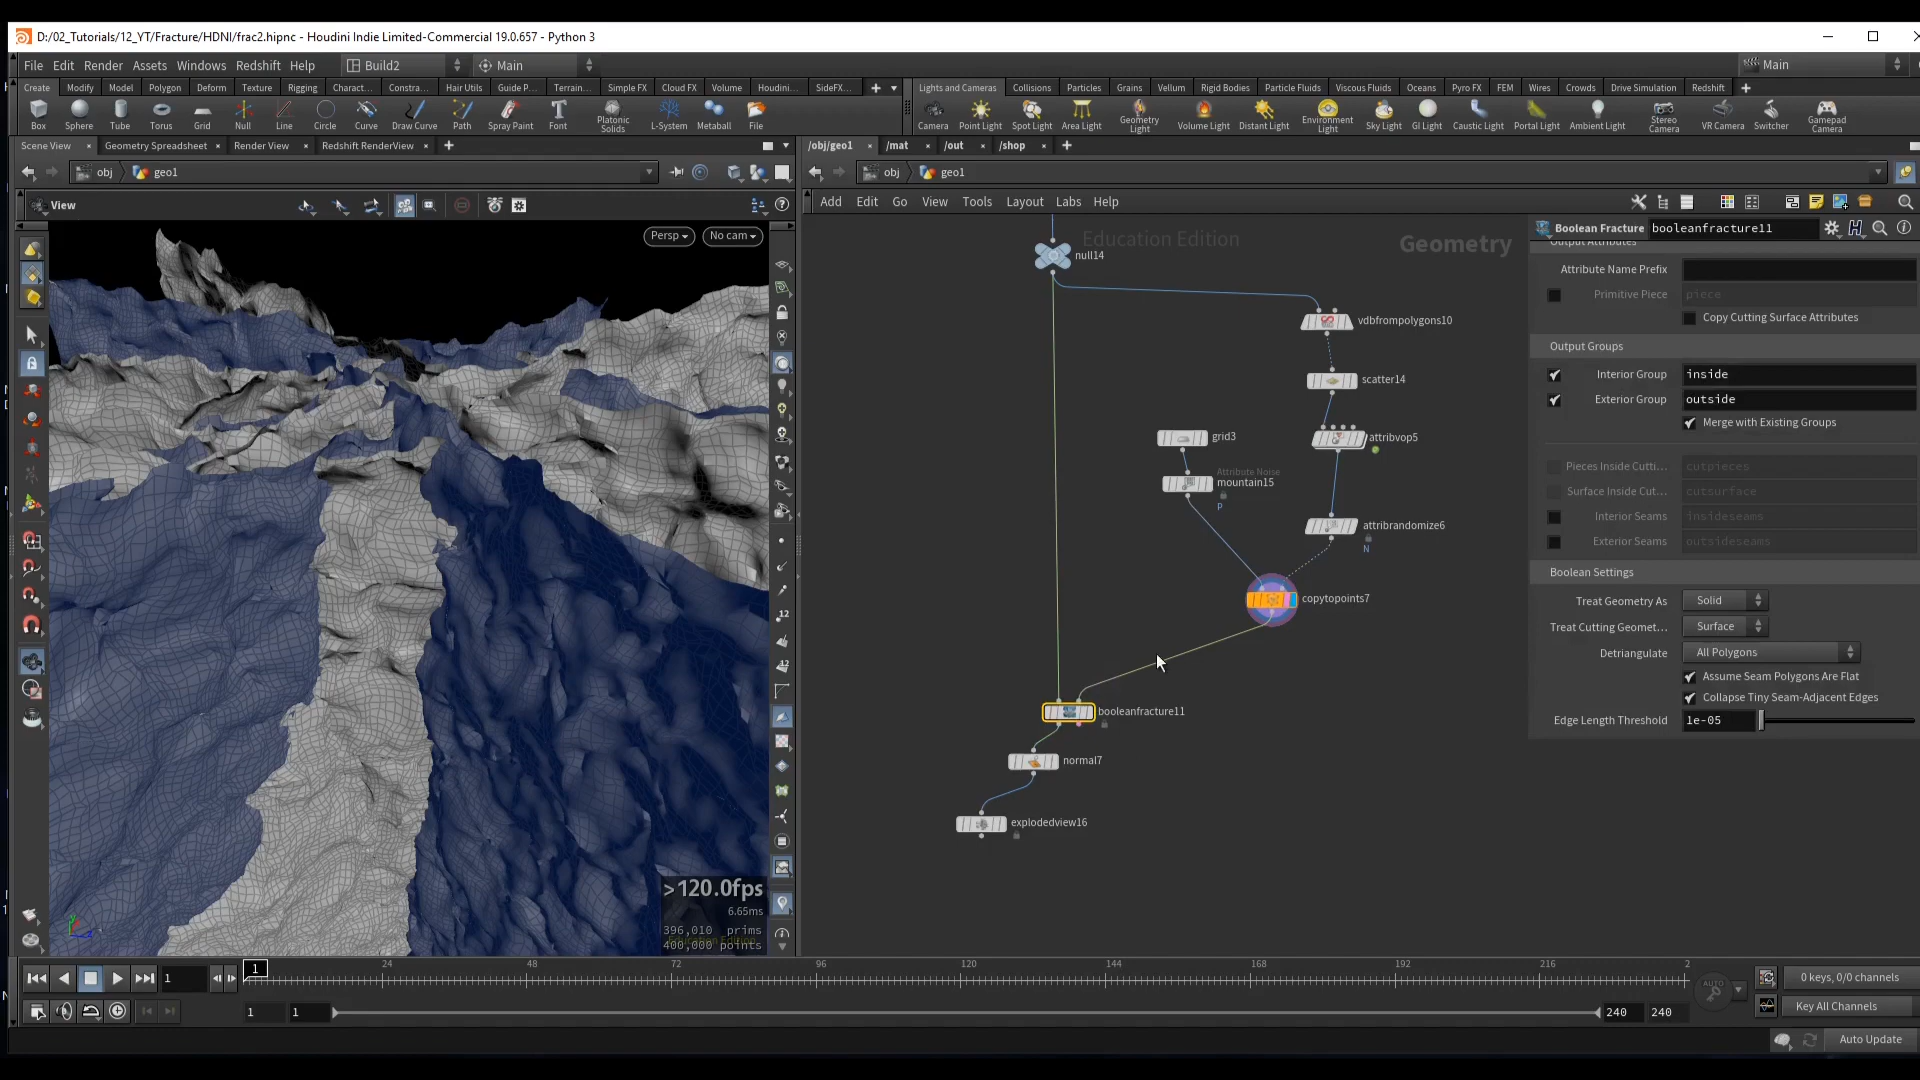 D:/02_Tutorials/12_YT/Fracture/HDNI/frac2.hipnc - Houdini Indie Limited-Commercial 19.0.657 - Python 3
File Edit Render Assets Windows Redshift Help Build2 Main Main
Create Modify Model Polygon Deform Texture Rigging Charact... Constra... Hair Utils Guide P... Terrain... Simple FX Cloud FX Volume Houdini... SideFX...
Lights and Cameras Collisions Particles Grains Vellum Rigid Bodies Particle Fluids Viscous Fluids Oceans Pyro FX FEM Wires Crowds Drive Simulation Redshift
Box Sphere Tube Torus Grid Null Line Circle Curve Draw Curve Path Spray Paint Font Platonic Solids L-System Metaball File
Camera Point Light Spot Light Area Light Geometry Light Volume Light Distant Light Environment Light Sky Light GI Light Caustic Light Portal Light Ambient Light Stereo Camera VR Camera Switcher Gamepad Camera
Scene View Geometry Spreadsheet Render View Redshift RenderView
/obj/geo1 /mat /out /shop
obj geo1
obj geo1
View
Add Edit Go View Tools Layout Labs Help
Persp No cam
Education Edition
Geometry
null14
vdbfrompolygons10
scatter14
grid3
attribvop5
Attribute Noise
mountain15
P
attribrandomize6
N
copytopoints7
booleanfracture11
normal7
explodedview16
Boolean Fracture booleanfracture11
Output Attributes
Attribute Name Prefix
Primitive Piece piece
Copy Cutting Surface Attributes
Output Groups
Interior Group inside
Exterior Group outside
Merge with Existing Groups
Pieces Inside Cutti... cutpieces
Surface Inside Cut... cutsurface
Interior Seams insideseams
Exterior Seams outsideseams
Boolean Settings
Treat Geometry As Solid
Treat Cutting Geomet... Surface
Detriangulate All Polygons
Assume Seam Polygons Are Flat
Collapse Tiny Seam-Adjacent Edges
Edge Length Threshold 1e-05
>120.0fps
6.65ms
396,010 prims
Education Edition
400,000 points
12
12
1
1 24 48 72 96 120 144 168 192 216 2
AUTO
0 keys, 0/0 channels
1 1 240 240
Key All Channels
Auto Update